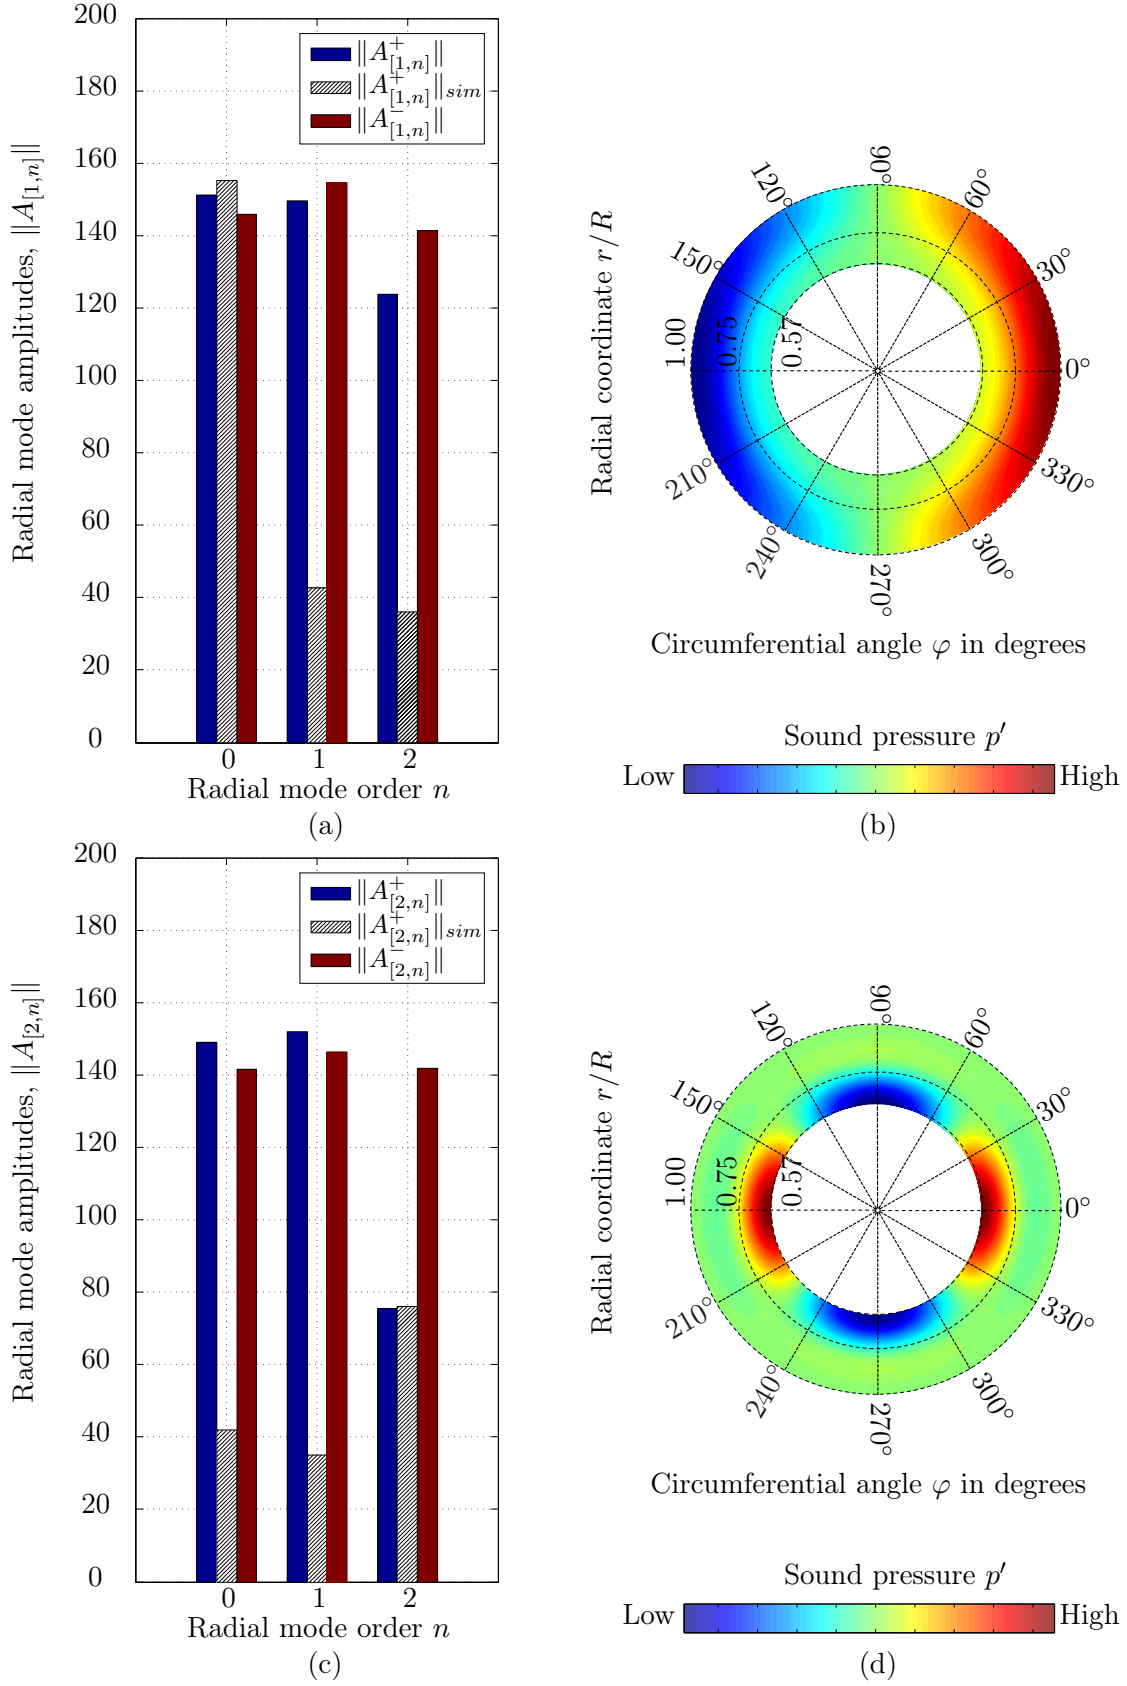 200
180
160
140
120
100
80
60
40
20
0
Radial mode amplitudes, ||A[1,n]||
||A+[1,n]||
||A+[1,n]||sim
||A−[1,n]||
0 1 2
Radial mode order n
(a)
90°
60°
30°
0°
330°
300°
270°
240°
210°
150°
120°
1.00
0.75
0.57
Radial coordinate r/R
Circumferential angle φ in degrees
Sound pressure p′
Low High
(b)
200
180
160
140
120
100
80
60
40
20
0
Radial mode amplitudes, ||A[2,n]||
||A+[2,n]||
||A+[2,n]||sim
||A−[2,n]||
0 1 2
Radial mode order n
(c)
90°
60°
30°
0°
330°
300°
270°
240°
210°
150°
120°
1.00
0.75
0.57
Radial coordinate r/R
Circumferential angle φ in degrees
Sound pressure p′
Low High
(d)